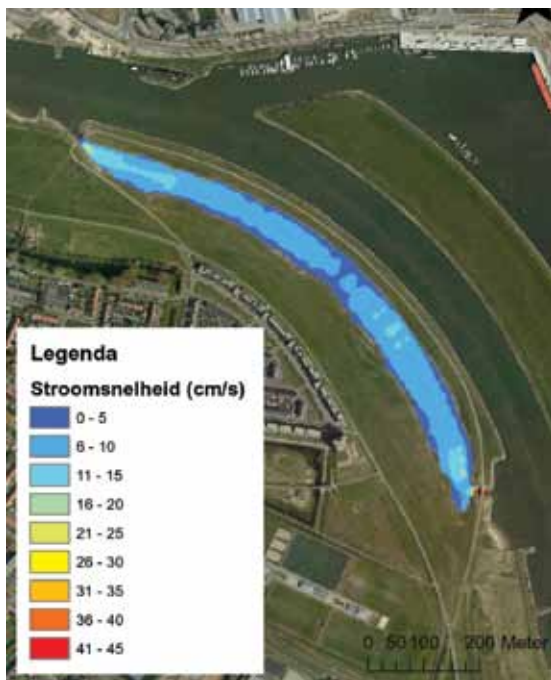 Legenda
Stroomsnelheid (cm/s)
0 - 5
6 - 10
11 - 15
16 - 20
21 - 25
26 - 30
31 - 35
36 - 40
41 - 45
0 50 100 200 Meter